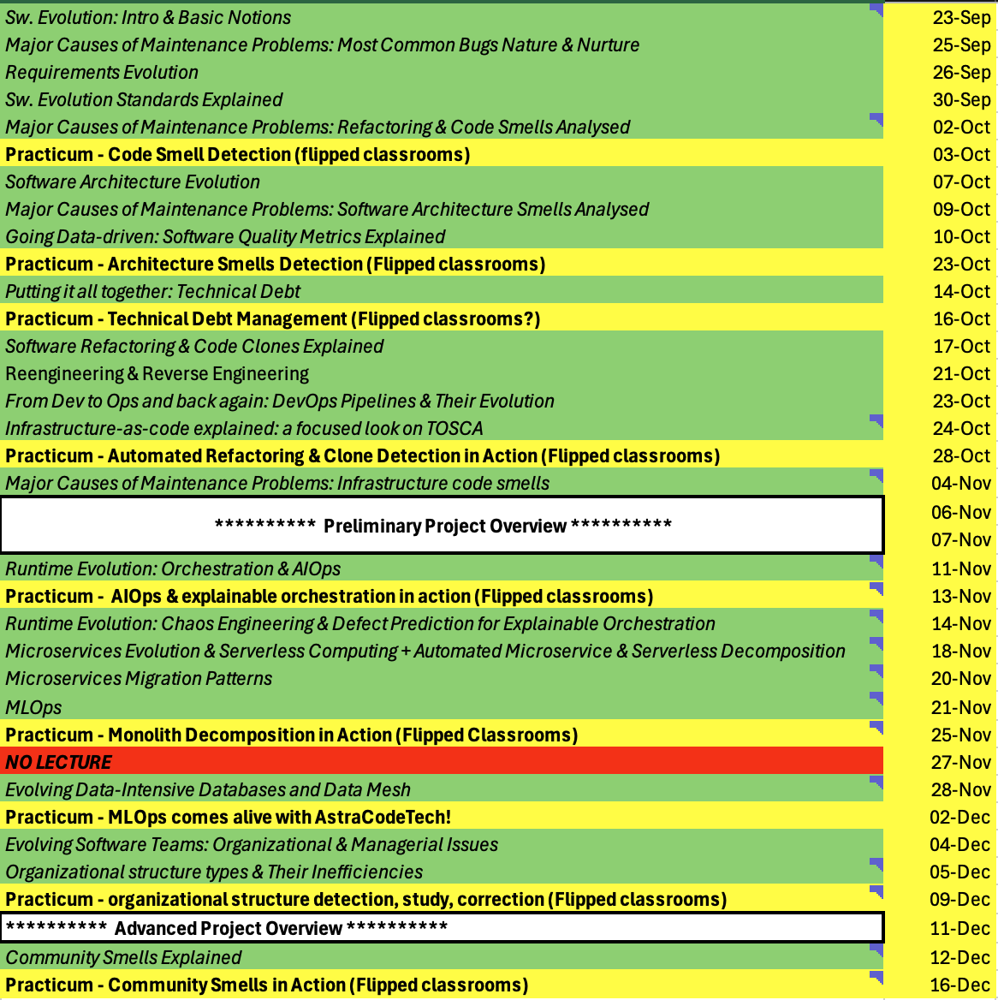 Sw. Evolution: Intro & Basic Notions 23-Sep
Major Causes of Maintenance Problems: Most Common Bugs Nature & Nurture 25-Sep
Requirements Evolution 26-Sep
Sw. Evolution Standards Explained 30-Sep
Major Causes of Maintenance Problems: Refactoring & Code Smells Analysed 02-Oct
Practicum - Code Smell Detection (flipped classrooms) 03-Oct
Software Architecture Evolution 07-Oct
Major Causes of Maintenance Problems: Software Architecture Smells Analysed 09-Oct
Going Data-driven: Software Quality Metrics Explained 10-Oct
Practicum - Architecture Smells Detection (Flipped classrooms) 23-Oct
Putting it all together: Technical Debt 14-Oct
Practicum - Technical Debt Management (Flipped classrooms?) 16-Oct
Software Refactoring & Code Clones Explained 17-Oct
Reengineering & Reverse Engineering 21-Oct
From Dev to Ops and back again: DevOps Pipelines & Their Evolution 23-Oct
Infrastructure-as-code explained: a focused look on TOSCA 24-Oct
Practicum - Automated Refactoring & Clone Detection in Action (Flipped classrooms) 28-Oct
Major Causes of Maintenance Problems: Infrastructure code smells 04-Nov
********** Preliminary Project Overview ********** 06-Nov
07-Nov
Runtime Evolution: Orchestration & AIOps 11-Nov
Practicum - AIOps & explainable orchestration in action (Flipped classrooms) 13-Nov
Runtime Evolution: Chaos Engineering & Defect Prediction for Explainable Orchestration 14-Nov
Microservices Evolution & Serverless Computing + Automated Microservice & Serverless Decomposition 18-Nov
Microservices Migration Patterns 20-Nov
MLOps 21-Nov
Practicum - Monolith Decomposition in Action (Flipped Classrooms) 25-Nov
NO LECTURE 27-Nov
Evolving Data-Intensive Databases and Data Mesh 28-Nov
Practicum - MLOps comes alive with AstraCodeTech! 02-Dec
Evolving Software Teams: Organizational & Managerial Issues 04-Dec
Organizational structure types & Their Inefficiencies 05-Dec
Practicum - organizational structure detection, study, correction (Flipped classrooms) 09-Dec
********** Advanced Project Overview ********** 11-Dec
Community Smells Explained 12-Dec
Practicum - Community Smells in Action (Flipped classrooms) 16-Dec